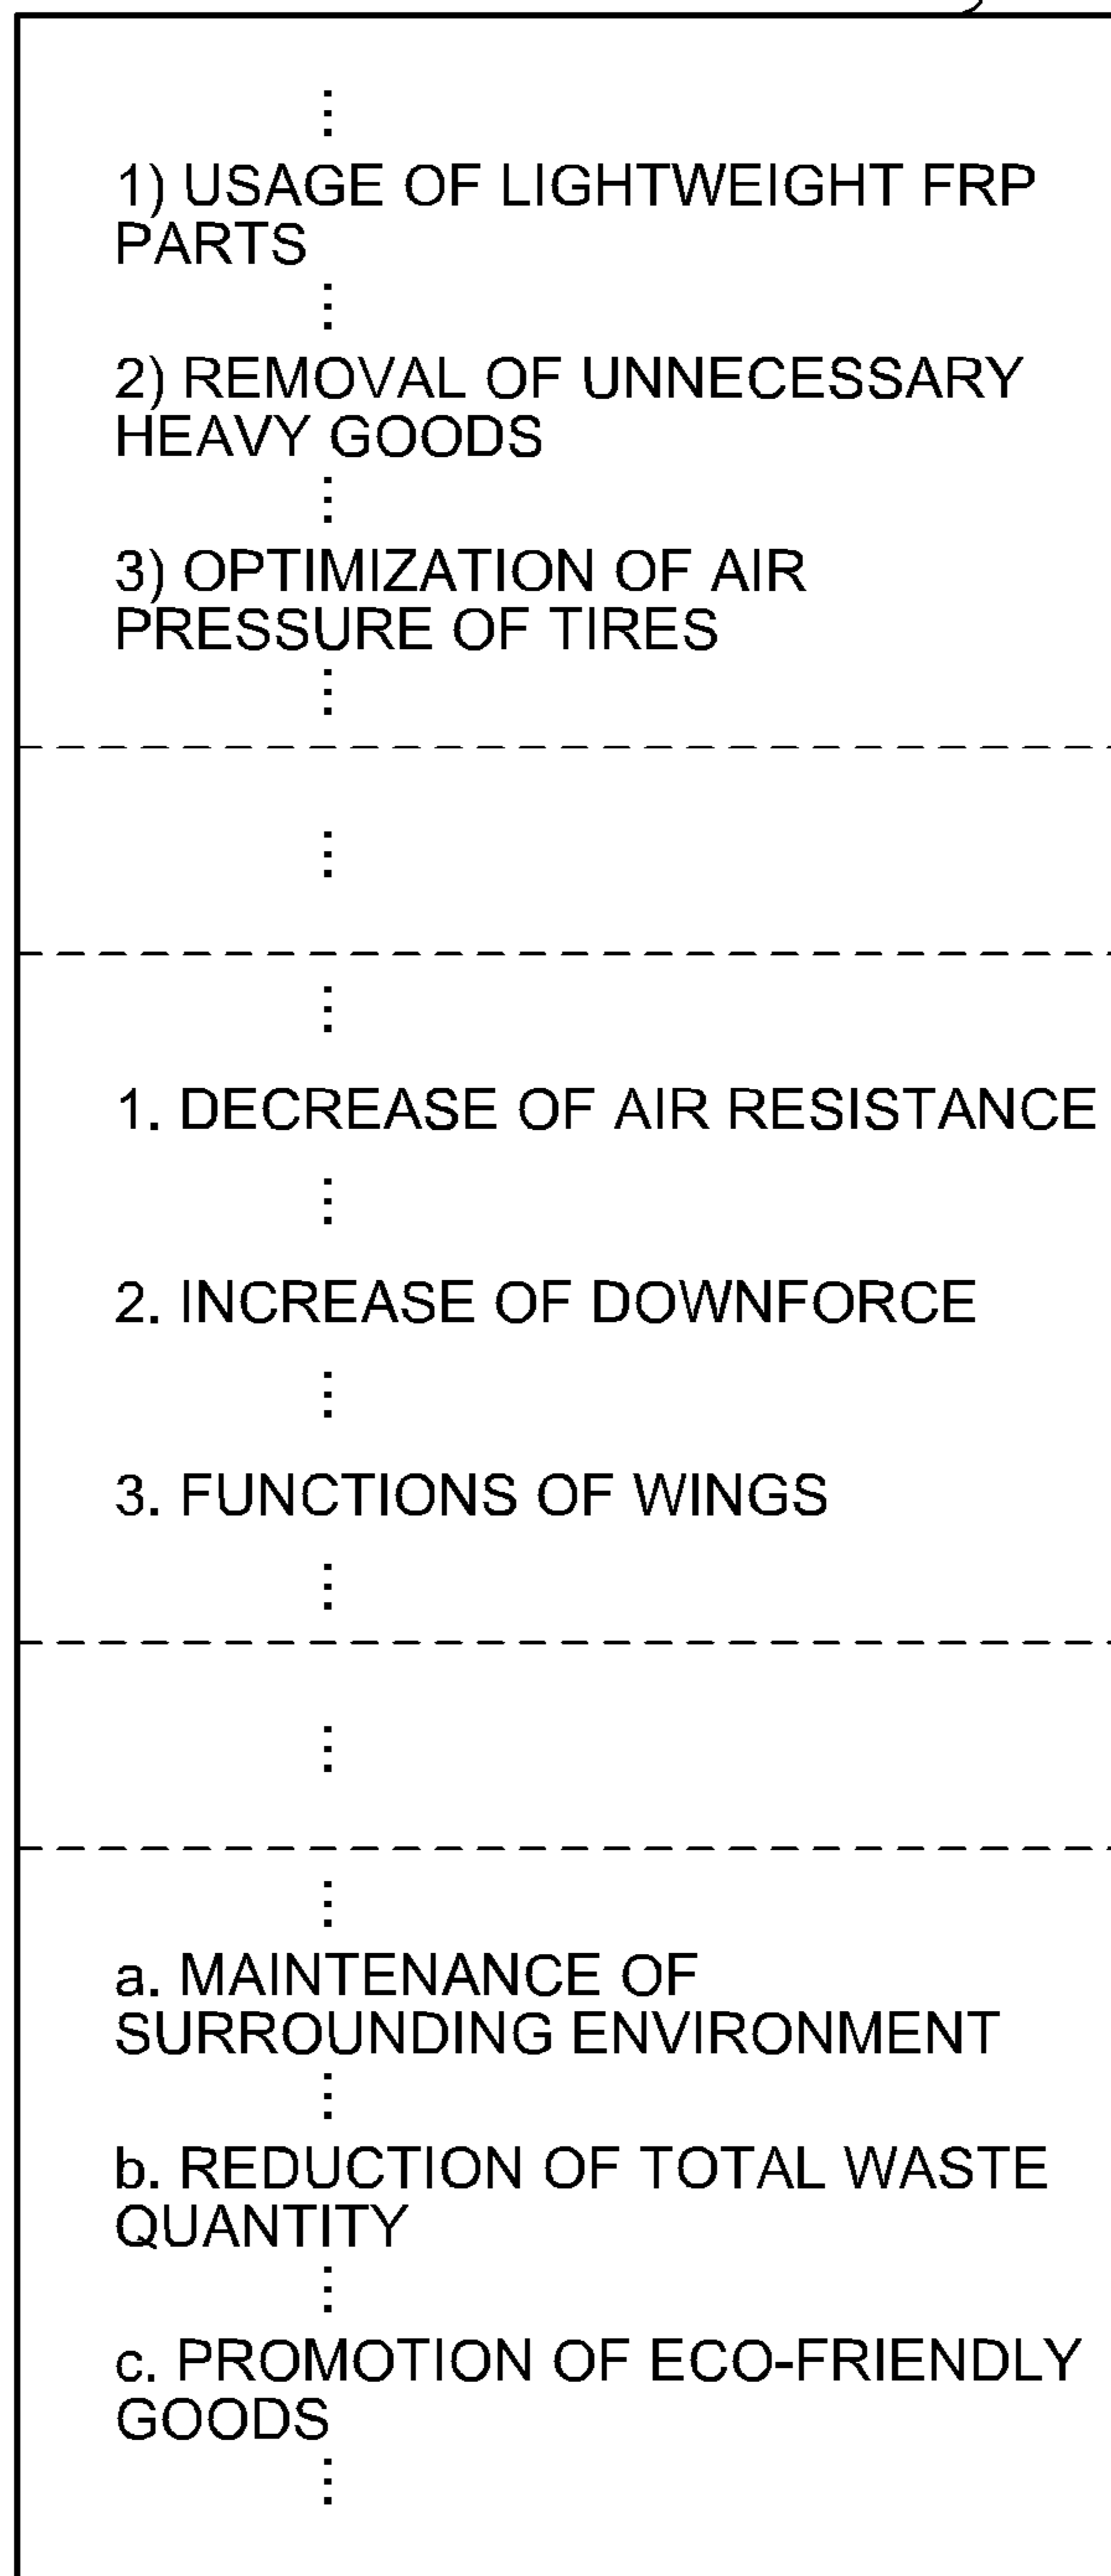 1) USAGE OF LIGHTWEIGHT FRP
PARTS
2) REMOVAL OF UNNECESSARY
HEAVY GOODS
3) OPTIMIZATION OF AIR
PRESSURE OF TIRES
1. DECREASE OF AIR RESISTANCE
2. INCREASE OF DOWNFORCE
3. FUNCTIONS OF WINGS
a. MAINTENANCE OF
SURROUNDING ENVIRONMENT
b. REDUCTION OF TOTAL WASTE
QUANTITY
c. PROMOTION OF ECO-FRIENDLY
GOODS